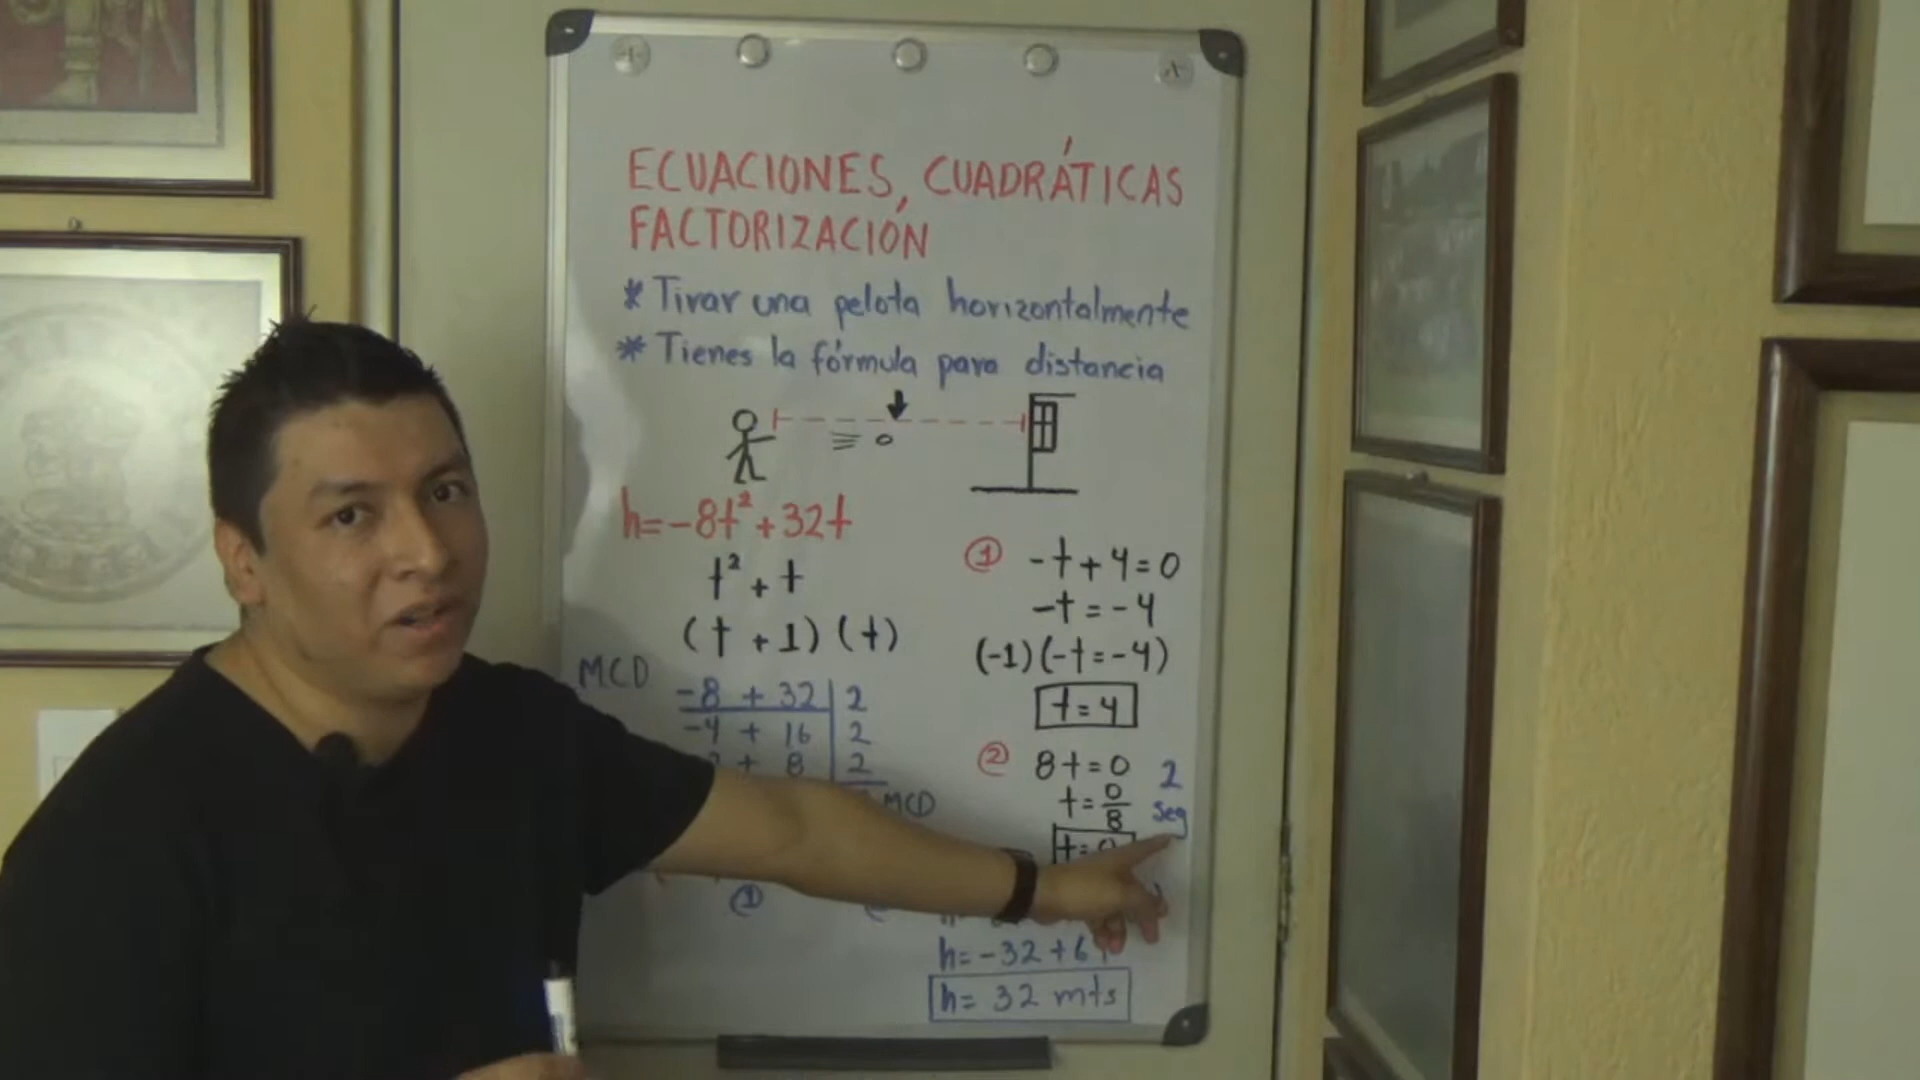 ECUACIONES, CUADRÁTICAS
FACTORIZACIÓN
* Tirar una pelota horizontalmente
* Tienes la fórmula para distancia
h=-8t²+32t
t² + t
(t + 1) (t)
M.C.D
-8 + 32 | 2
-4 + 16 | 2
+ 8 | 2
MCD
①
① -t + 4 = 0
-t = -4
(-1)(-t = -4)
t = 4
② 8t = 0
t = 0/8
t = 0
2
seg
h = -32 + 6
h = 32 mts